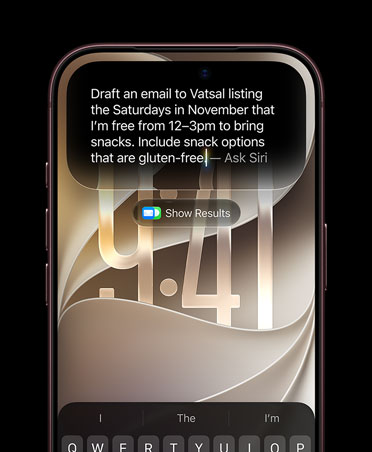 Draft an email to Vatsal listing
the Saturdays in November that
I'm free from 12–3pm to bring
snacks. Include snack options
that are gluten-free — Ask Siri
Show Results
9:41
I The I'm
Q W E R T Y U I O P